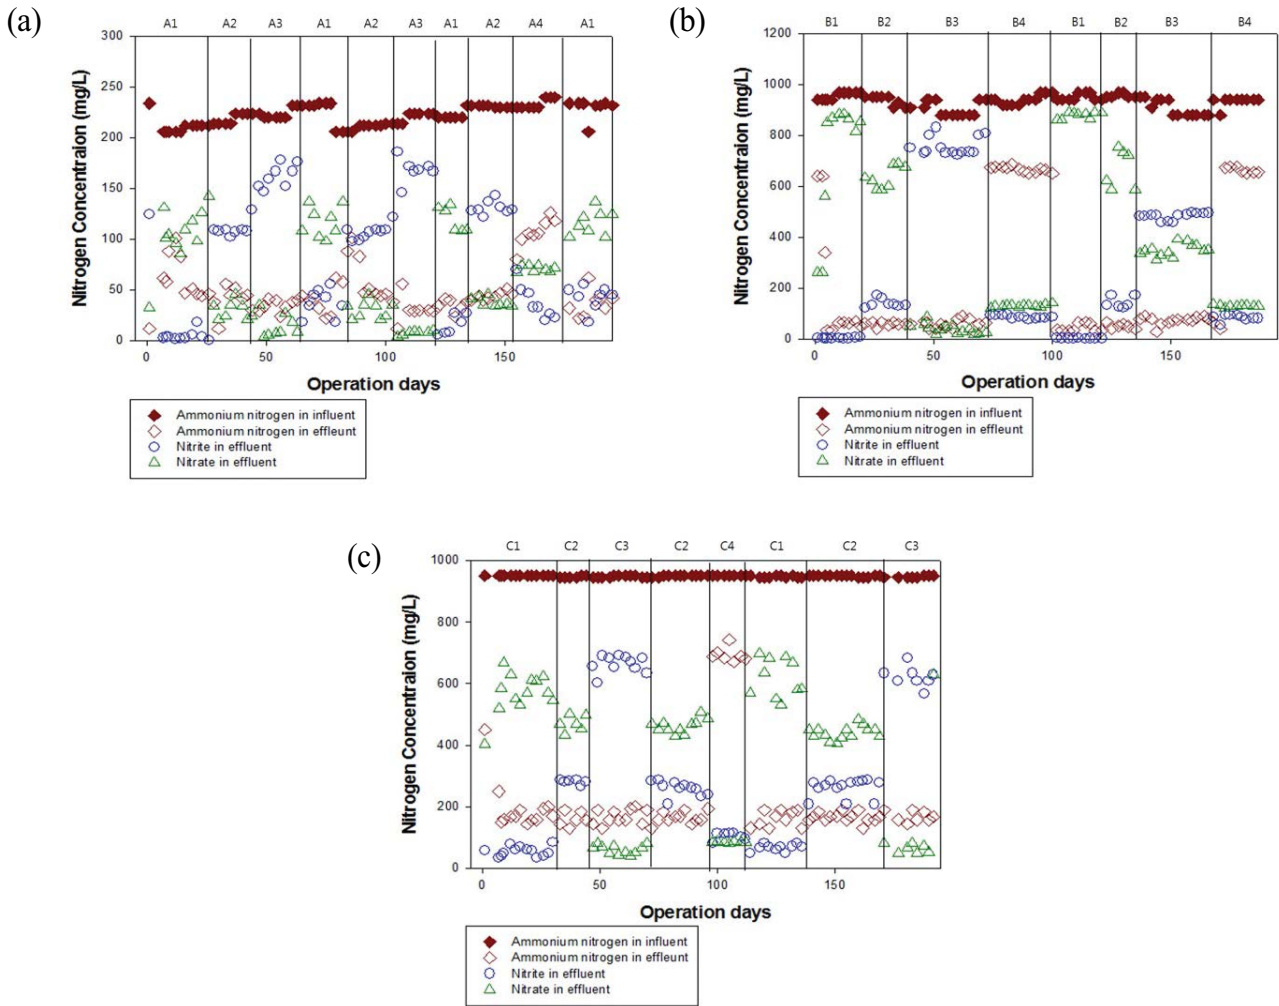 (a)
A1 A2 A3 A1 A2 A3 A1 A2 A4 A1
300
250
200
150
100
50
0
Nitrogen Concentraion (mg/L)
0 50 100 150
Operation days
Ammonium nitrogen in influent
Ammonium nitrogen in effleunt
Nitrite in effluent
Nitrate in effluent
(b)
B1 B2 B3 B4 B1 B2 B3 B4
1200
1000
800
600
400
200
0
Nitrogen Concentraion (mg/L)
0 50 100 150
Operation days
Ammonium nitrogen in influent
Ammonium nitrogen in effleunt
Nitrite in effluent
Nitrate in effluent
(c)
C1 C2 C3 C2 C4 C1 C2 C3
1000
800
600
400
200
0
Nitrogen Concentraion (mg/L)
0 50 100 150
Operation days
Ammonium nitrogen in influent
Ammonium nitrogen in effleunt
Nitrite in effluent
Nitrate in effluent